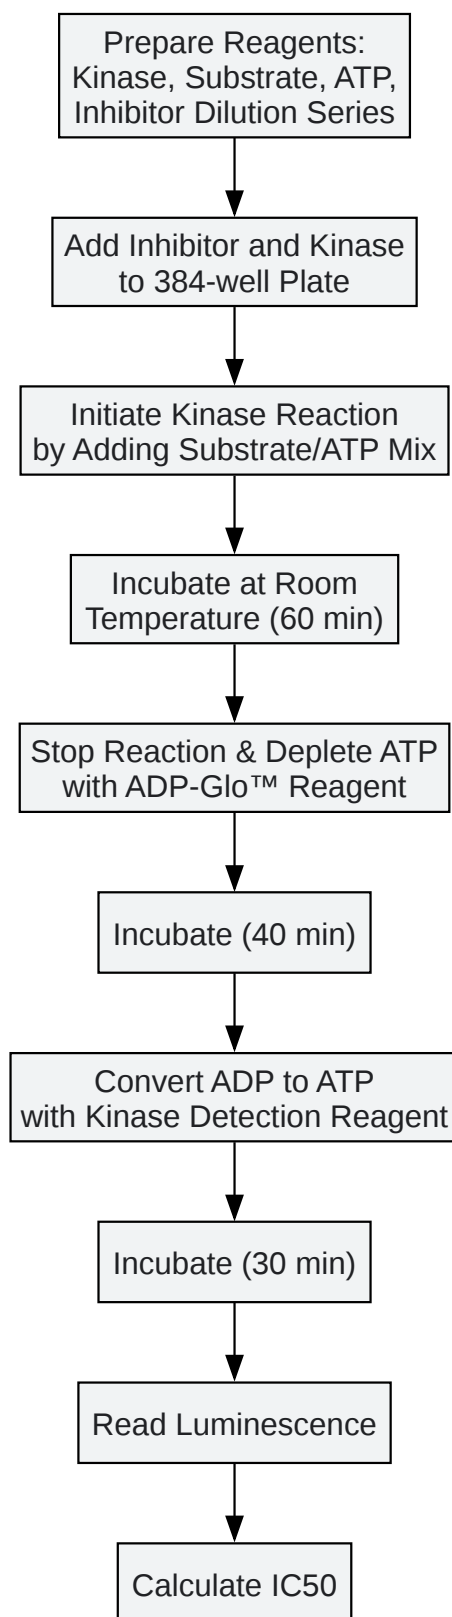 Prepare Reagents:
Kinase, Substrate, ATP,
Inhibitor Dilution Series
Add Inhibitor and Kinase
to 384-well Plate
Initiate Kinase Reaction
by Adding Substrate/ATP Mix
Incubate at Room
Temperature (60 min)
Stop Reaction & Deplete ATP
with ADP-Glo™ Reagent
Incubate (40 min)
Convert ADP to ATP
with Kinase Detection Reagent
Incubate (30 min)
Read Luminescence
Calculate IC50